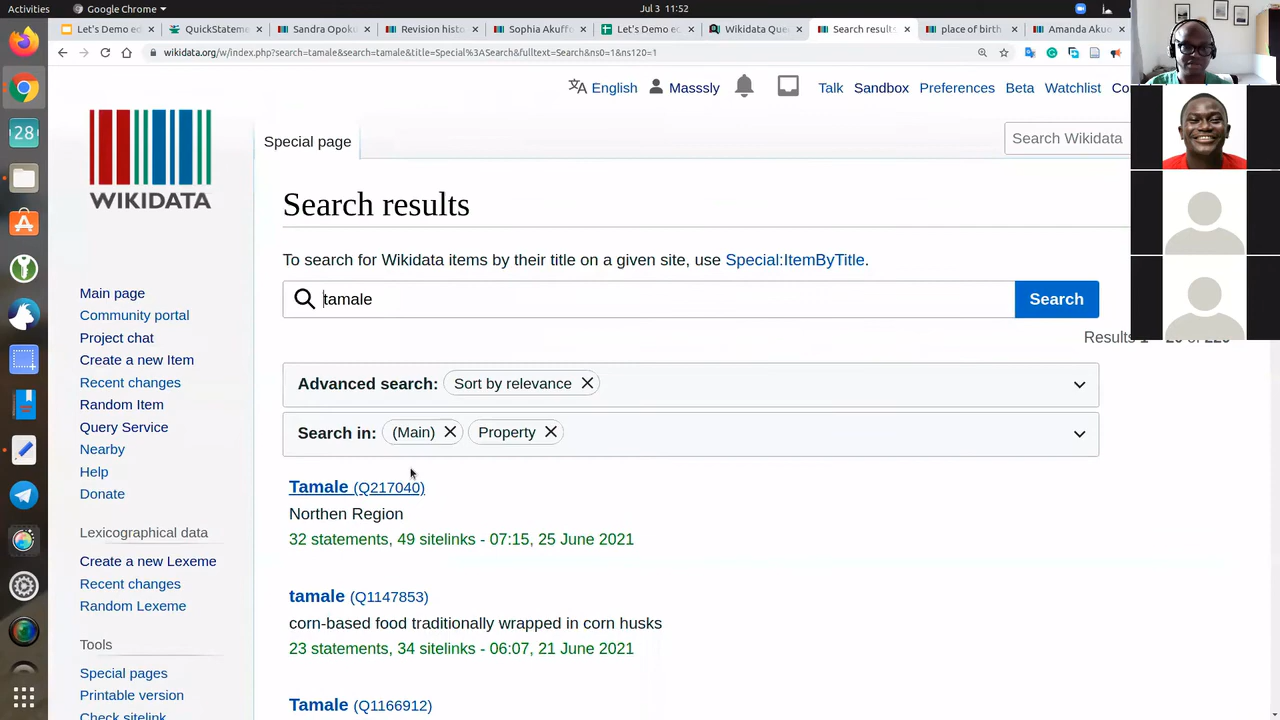 Activities
Google Chrome
Jul 3 11:52
Let's Demo ed
QuickStateme
Sandra Opoku
Revision histo
Sophia Akuffo
Let's Demo ed
Wikidata Que
Search results
place of birth
Amanda Akuo
wikidata.org/w/index.php?search=tamale&search=tamale&title=Special%3ASearch&fulltext=Search&ns0=1&ns120=1
English
Masssly
Talk
Sandbox
Preferences
Beta
Watchlist
Co
WIKIDATA
Special page
Search Wikidata
Search results
To search for Wikidata items by their title on a given site, use Special:ItemByTitle.
tamale
Search
Results
Advanced search: Sort by relevance
Search in: (Main) Property
Tamale (Q217040)
Northen Region
32 statements, 49 sitelinks - 07:15, 25 June 2021
tamale (Q1147853)
corn-based food traditionally wrapped in corn husks
23 statements, 34 sitelinks - 06:07, 21 June 2021
Tamale (Q1166912)
Main page
Community portal
Project chat
Create a new Item
Recent changes
Random Item
Query Service
Nearby
Help
Donate
Lexicographical data
Create a new Lexeme
Recent changes
Random Lexeme
Tools
Special pages
Printable version
Check sitelink
28